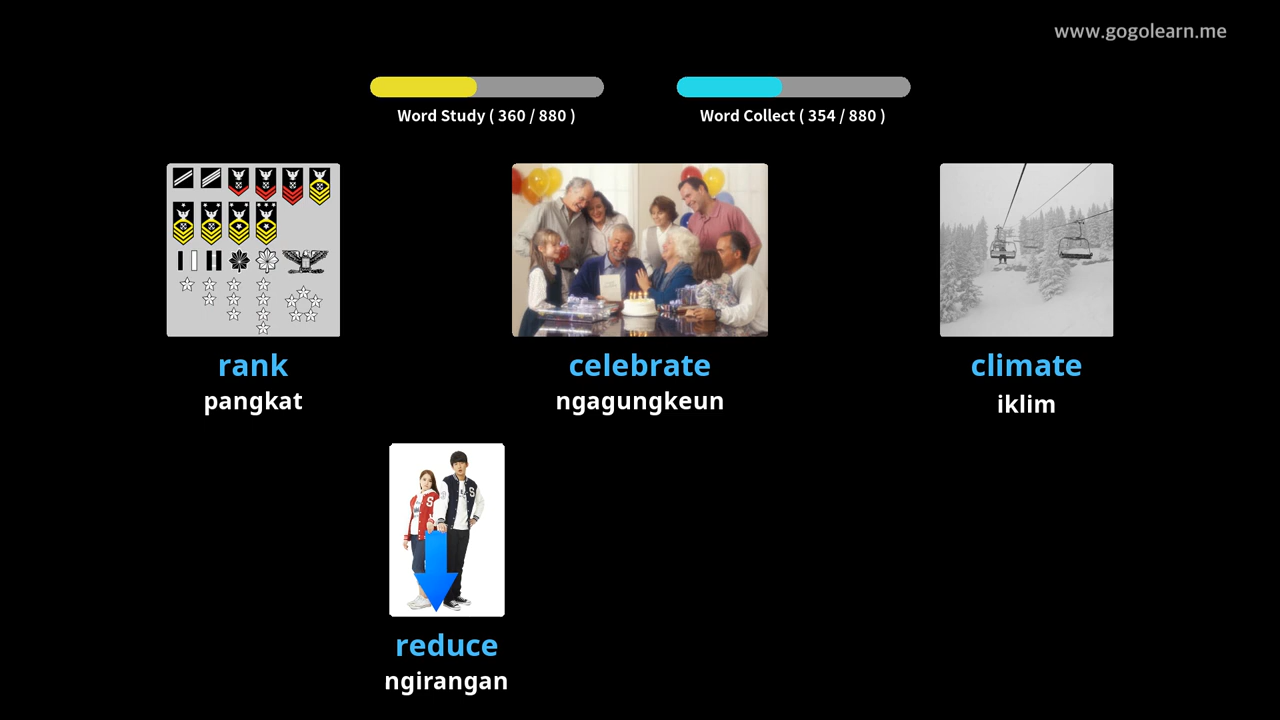 www.gogolearn.me
Word Study ( 360 / 880 )
Word Collect ( 354 / 880 )
rank
pangkat
celebrate
ngagungkeun
climate
iklim
reduce
ngirangan